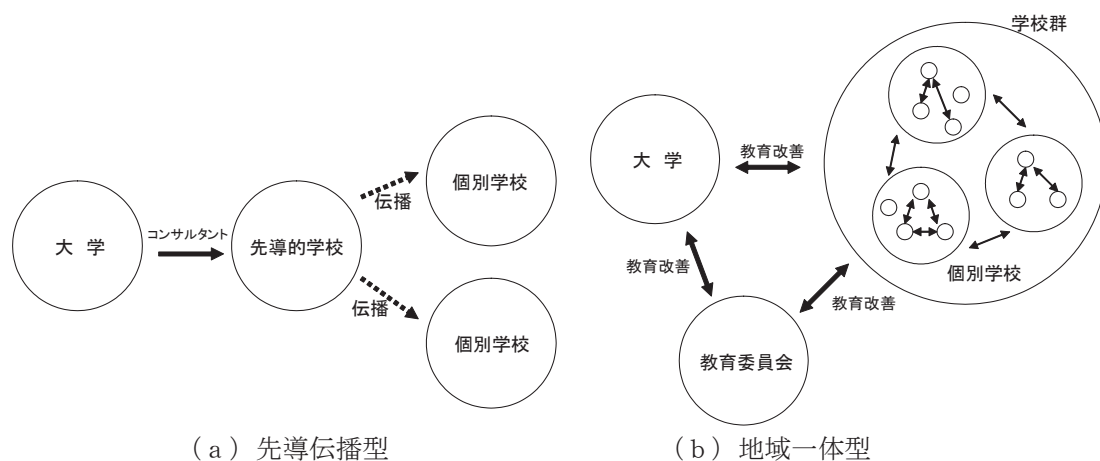 大 学
コンサルタント
先導的学校
伝播
伝播
個別学校
個別学校
(a) 先導伝播型
学校群
大 学
教育改善
教育改善
教育改善
個別学校
教育委員会
(b) 地域一体型